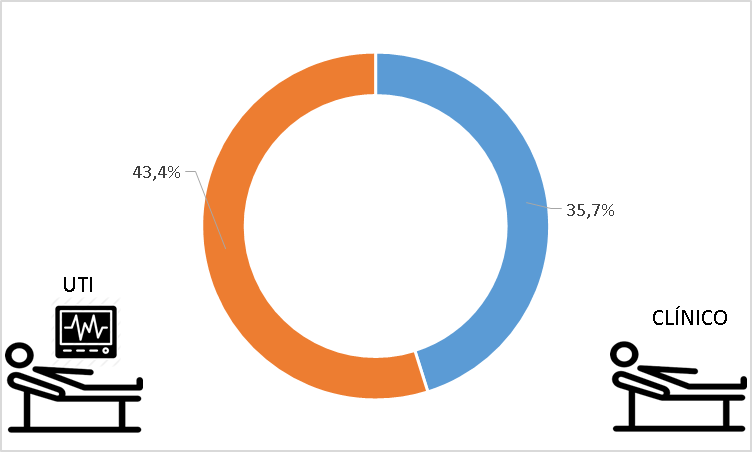 43,4%
35,7%
UTI
CLÍNICO